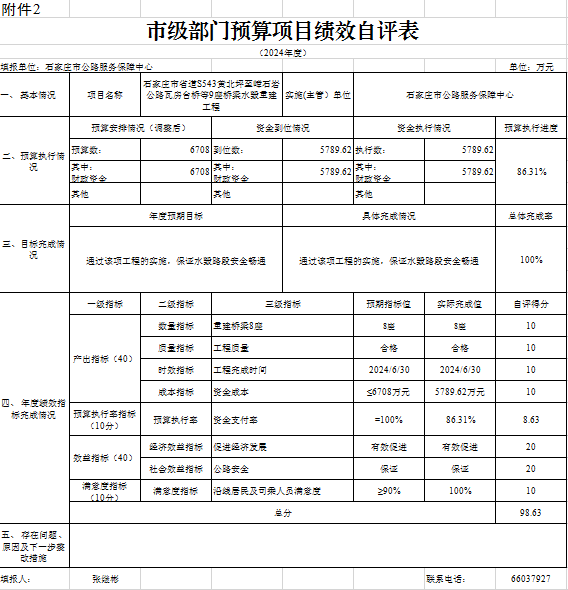 附件2
市级部门预算项目绩效自评表
（2024年度）
填报单位：石家庄市公路服务保障中心 单位：万元
一、 基本情况 项目名称 石家庄市省道S543黄北坪至嶂石岩公路瓦房台桥等9座桥梁水毁重建工程 实施(主管) 单位 石家庄市公路服务保障中心
二、预算执行情况 预算安排情况（调整后） 资金到位情况 资金执行情况 预算执行进度
预算数： 6708 到位数： 5789.62 执行数： 5789.62 86.31%
其中：财政资金 6708 其中：财政资金 5789.62 其中：财政资金 5789.62
其他 其他 其他
三、目标完成情况 年度预期目标 具体完成情况 总体完成率
通过该项工程的实施，保证水毁路段安全畅通 通过该项工程的实施，保证水毁路段安全畅通 100%
四、 年度绩效指标完成情况 一级指标 二级指标 三级指标 预期指标值 实际完成值 自评得分
产出指标（40） 数量指标 重建桥梁8座 8座 8座 10
质量指标 工程质量 合格 合格 10
时效指标 工程完成时间 2024/6/30 2024/6/30 10
成本指标 资金成本 ≤6708万元 5789.62万元 10
预算执行率指标（10分） 预算执行率 资金支付率 =100% 86.31% 8.63
效益指标（40） 经济效益指标 促进经济发展 有效促进 有效促进 20
社会效益指标 公路安全 保证 保证 20
满意度指标（10分） 满意度指标 沿线居民及司乘人员满意度 ≥90% 100% 10
总分 98.63
五、 存在问题、原因及下一步整改措施
填报人： 张继彬 联系电话： 66037927